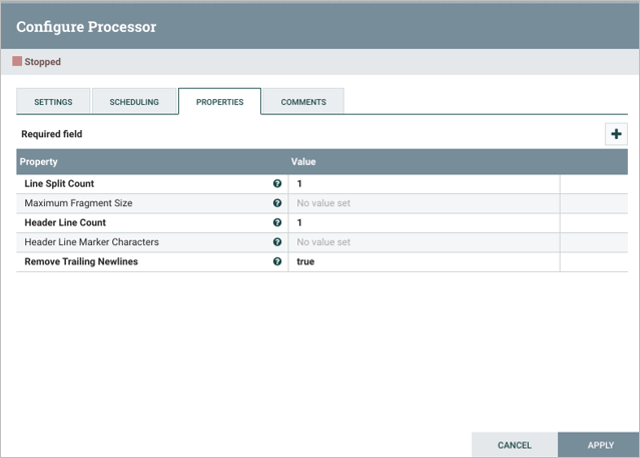 Configure Processor
Stopped
SETTINGS SCHEDULING PROPERTIES COMMENTS
Required field
Property Value
Line Split Count 1
Maximum Fragment Size No value set
Header Line Count 1
Header Line Marker Characters No value set
Remove Trailing Newlines true
CANCEL APPLY